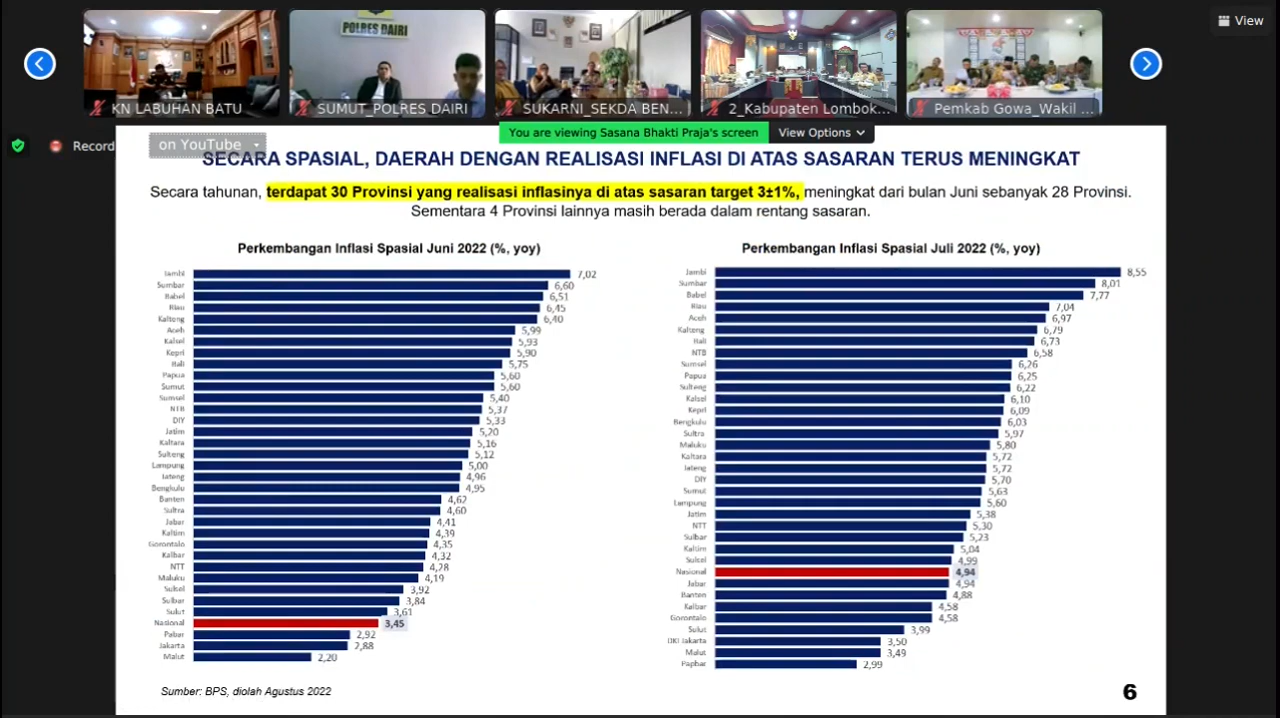 View
POLRES DAIRI
KN LABUHAN BATU
SUMUT_POLRES DAIRI
SUKARNI_SEKDA BEN...
2_Kabupaten Lombok...
Pemkab Gowa_Wakil ...
You are viewing Sasana Bhakti Praja's screen
View Options
Record
on YouTube
SECARA SPASIAL, DAERAH DENGAN REALISASI INFLASI DI ATAS SASARAN TERUS MENINGKAT
Secara tahunan, terdapat 30 Provinsi yang realisasi inflasinya di atas sasaran target 3±1%, meningkat dari bulan Juni sebanyak 28 Provinsi.
Sementara 4 Provinsi lainnya masih berada dalam rentang sasaran.
Perkembangan Inflasi Spasial Juni 2022 (%, yoy)
Jambi 7,02
Sumbar 6,60
Babel 6,51
Riau 6,45
Kalteng 6,40
Aceh 5,99
Kalsel 5,93
Kepri 5,90
Bali 5,75
Papua 5,60
Sumut 5,60
Sumsel 5,40
NTB 5,37
DIY 5,33
Jatim 5,20
Kaltara 5,16
Sulteng 5,12
Lampung 5,00
Jateng 4,96
Bengkulu 4,95
Banten 4,62
Sultra 4,60
Jabar 4,41
Kaltim 4,39
Gorontalo 4,35
Kalbar 4,32
NTT 4,28
Maluku 4,19
Sulsel 3,92
Sulbar 3,84
Sulut 3,61
Nasional 3,45
Pabar 2,92
Jakarta 2,88
Malut 2,20
Perkembangan Inflasi Spasial Juli 2022 (%, yoy)
Jambi 8,55
Sumbar 8,01
Babel 7,77
Riau 7,04
Aceh 6,97
Kalteng 6,79
Bali 6,73
NTB 6,58
Sumsel 6,26
Papua 6,25
Sulteng 6,22
Kalsel 6,10
Kepri 6,09
Bengkulu 6,03
Sultra 5,97
Maluku 5,80
Kaltara 5,72
Jateng 5,72
DIY 5,70
Sumut 5,63
Lampung 5,60
Jatim 5,38
NTT 5,30
Sulbar 5,23
Kaltim 5,04
Sulsel 4,99
Nasional 4,94
Jabar 4,94
Banten 4,88
Kalbar 4,58
Gorontalo 4,58
Sulut 3,99
DKI Jakarta 3,50
Malut 3,49
Papbar 2,99
Sumber: BPS, diolah Agustus 2022
6